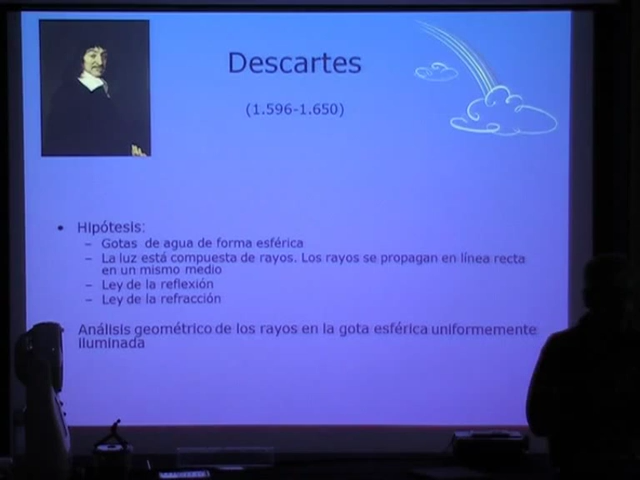 Descartes
(1.596-1.650)
• Hipótesis:
– Gotas de agua de forma esférica
– La luz está compuesta de rayos. Los rayos se propagan en línea recta
en un mismo medio
– Ley de la reflexión
– Ley de la refracción
Análisis geométrico de los rayos en la gota esférica uniformemente
iluminada